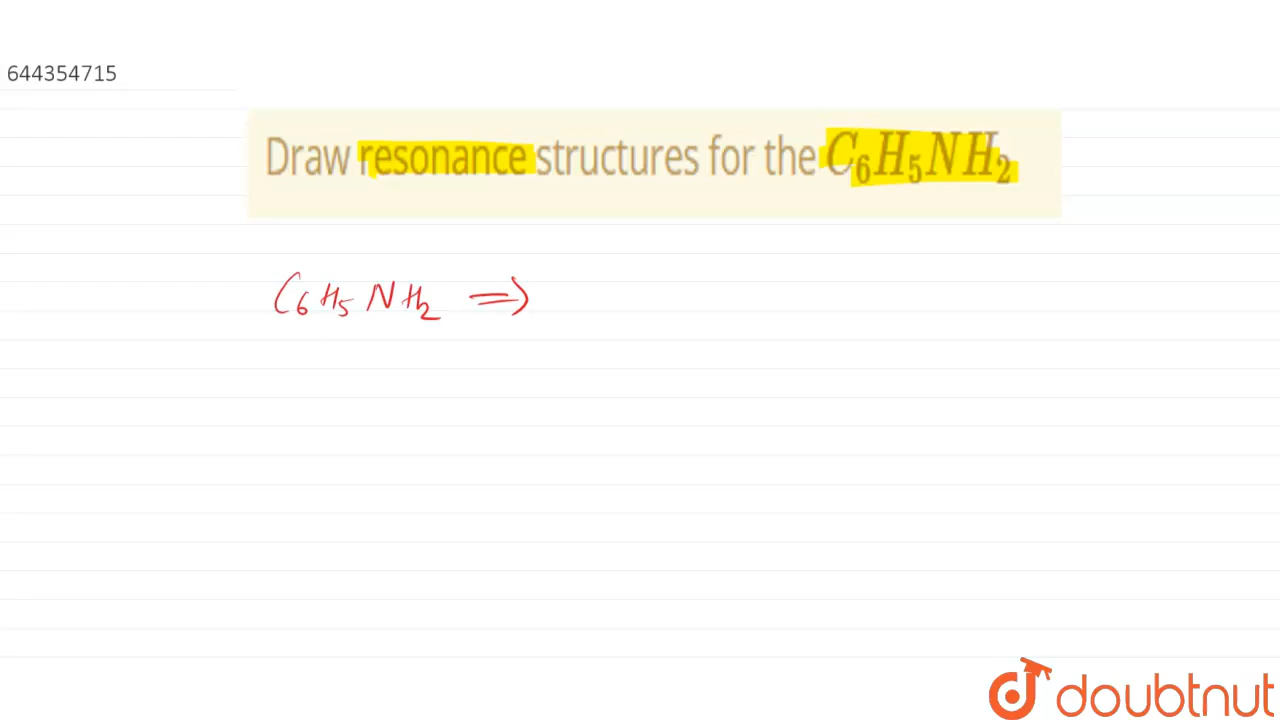 644354715
Draw resonance structures for the C₆H₅NH₂
C₆H₅NH₂ ⇒
doubtnut